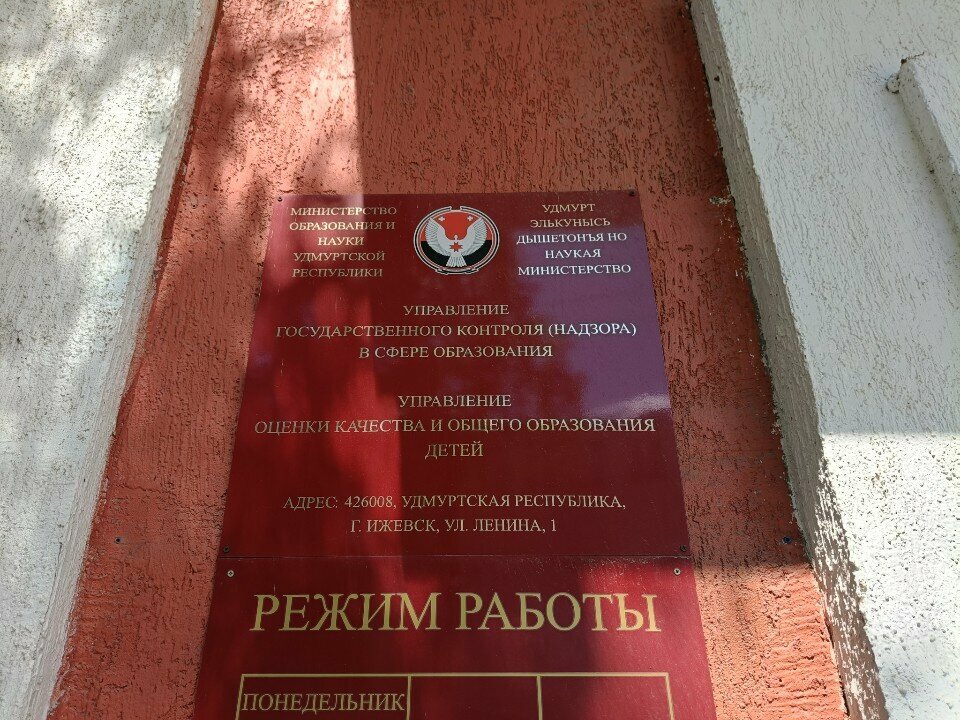 МИНИСТЕРСТВО
ОБРАЗОВАНИЯ И
НАУКИ
УДМУРТСКОЙ
РЕСПУБЛИКИ
УДМУРТ
ЭЛЬКУНЫСЬ
ДЫШЕТОНЪЯ НО
НАУКАЯ
МИНИСТЕРСТВО
УПРАВЛЕНИЕ
ГОСУДАРСТВЕННОГО КОНТРОЛЯ (НАДЗОРА)
В СФЕРЕ ОБРАЗОВАНИЯ
УПРАВЛЕНИЕ
ОЦЕНКИ КАЧЕСТВА И ОБЩЕГО ОБРАЗОВАНИЯ
ДЕТЕЙ
АДРЕС: 426008, УДМУРТСКАЯ РЕСПУБЛИКА,
Г. ИЖЕВСК, УЛ. ЛЕНИНА, 1
РЕЖИМ РАБОТЫ
ПОНЕДЕЛЬНИК